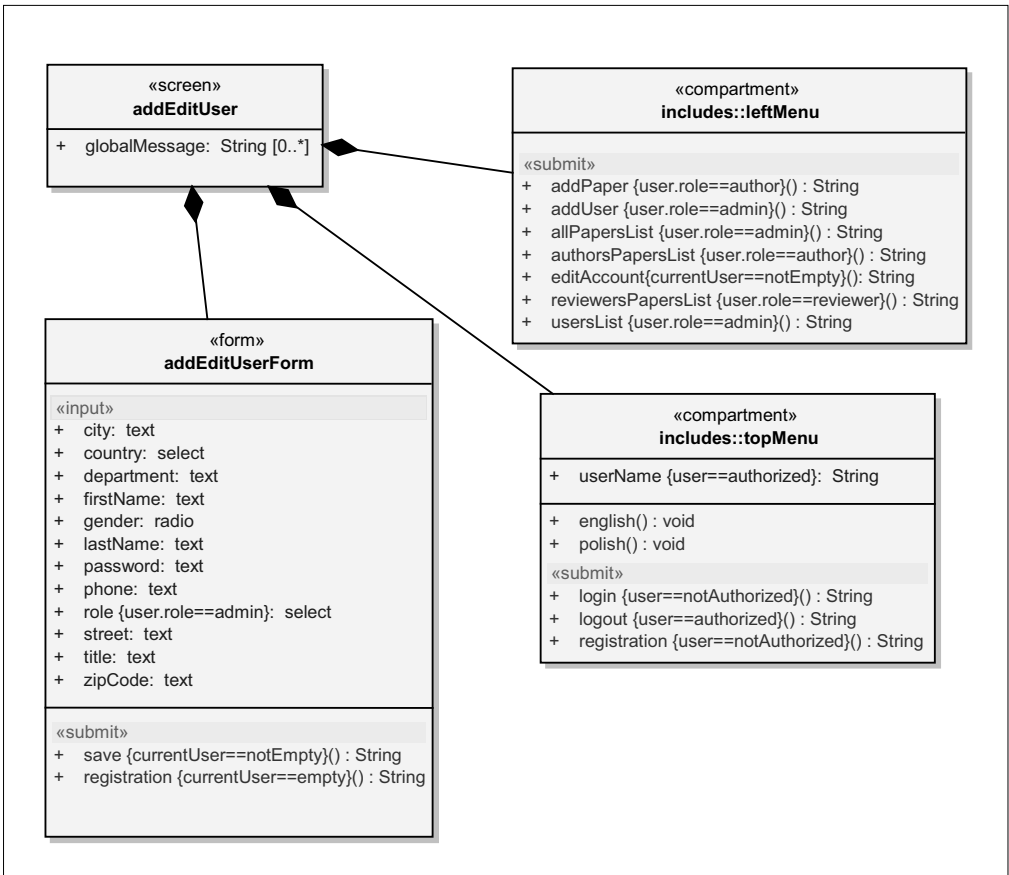 «screen»
addEditUser
+ globalMessage: String [0..*]
«compartment»
includes::leftMenu
«submit»
+ addPaper {user.role==author}() : String
+ addUser {user.role==admin}() : String
+ allPapersList {user.role==admin}() : String
+ authorsPapersList {user.role==author}() : String
+ editAccount{currentUser==notEmpty}(): String
+ reviewersPapersList {user.role==reviewer}() : String
+ usersList {user.role==admin}() : String
«form»
addEditUserForm
«input»
+ city: text
+ country: select
+ department: text
+ firstName: text
+ gender: radio
+ lastName: text
+ password: text
+ phone: text
+ role {user.role==admin}: select
+ street: text
+ title: text
+ zipCode: text
«submit»
+ save {currentUser==notEmpty}() : String
+ registration {currentUser==empty}() : String
«compartment»
includes::topMenu
+ userName {user==authorized}: String
+ english() : void
+ polish() : void
«submit»
+ login {user==notAuthorized}() : String
+ logout {user==authorized}() : String
+ registration {user==notAuthorized}() : String